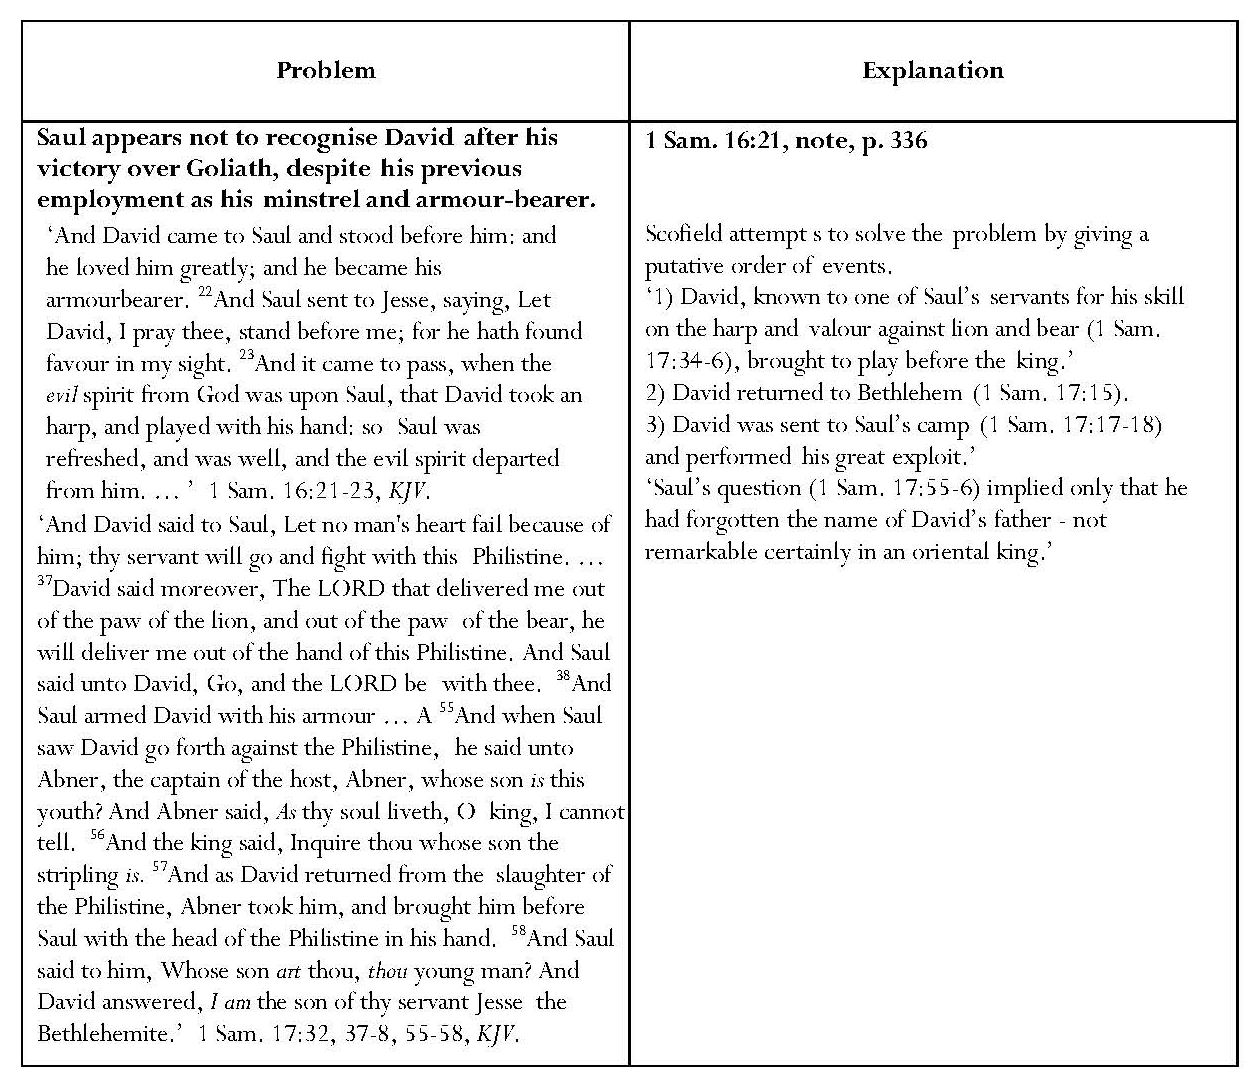 Problem
Explanation
Saul appears not to recognise David after his
victory over Goliath, despite his previous
employment as his minstrel and armour-bearer.
‘And David came to Saul and stood before him: and
he loved him greatly; and he became his
armourbearer. ²²And Saul sent to Jesse, saying, Let
David, I pray thee, stand before me; for he hath found
favour in my sight. ²³And it came to pass, when the
evil spirit from God was upon Saul, that David took an
harp, and played with his hand: so Saul was
refreshed, and was well, and the evil spirit departed
from him. … ’ 1 Sam. 16:21-23, KJV.
‘And David said to Saul, Let no man's heart fail because of
him; thy servant will go and fight with this Philistine. …
³⁷David said moreover, The LORD that delivered me out
of the paw of the lion, and out of the paw of the bear, he
will deliver me out of the hand of this Philistine. And Saul
said unto David, Go, and the LORD be with thee. ³⁸And
Saul armed David with his armour … A ⁵⁵And when Saul
saw David go forth against the Philistine, he said unto
Abner, the captain of the host, Abner, whose son is this
youth? And Abner said, As thy soul liveth, O king, I cannot
tell. ⁵⁶And the king said, Inquire thou whose son the
stripling is. ⁵⁷And as David returned from the slaughter of
the Philistine, Abner took him, and brought him before
Saul with the head of the Philistine in his hand. ⁵⁸And Saul
said to him, Whose son art thou, thou young man? And
David answered, I am the son of thy servant Jesse the
Bethlehemite.’ 1 Sam. 17:32, 37-8, 55-58, KJV.
1 Sam. 16:21, note, p. 336
Scofield attempt s to solve the problem by giving a
putative order of events.
‘1) David, known to one of Saul’s servants for his skill
on the harp and valour against lion and bear (1 Sam.
17:34-6), brought to play before the king.’
2) David returned to Bethlehem (1 Sam. 17:15).
3) David was sent to Saul’s camp (1 Sam. 17:17-18)
and performed his great exploit.’
‘Saul’s question (1 Sam. 17:55-6) implied only that he
had forgotten the name of David’s father - not
remarkable certainly in an oriental king.’